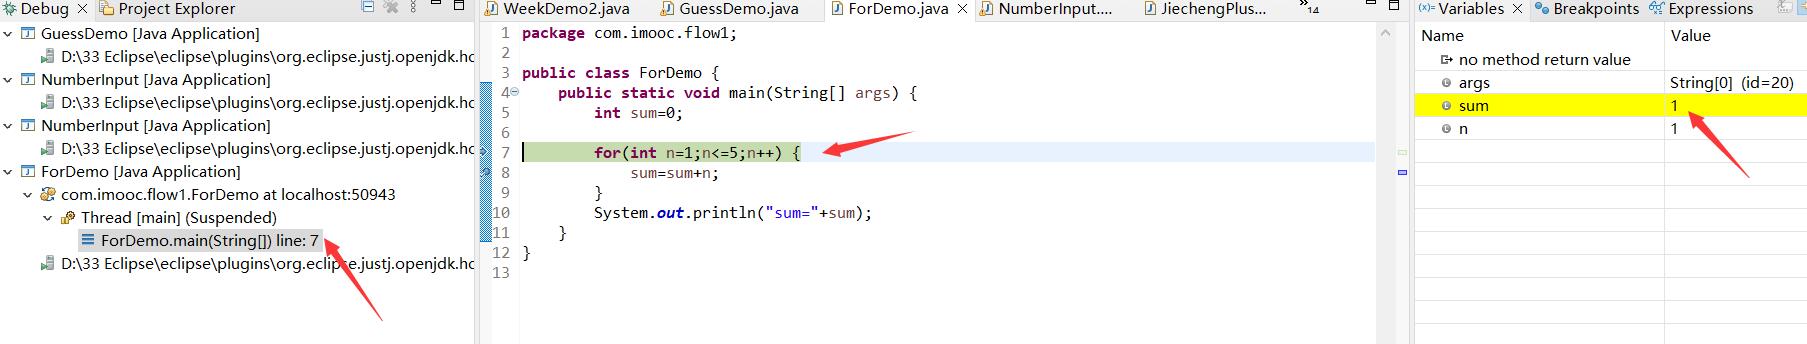 Debug
Project Explorer
GuessDemo [Java Application]
D:\33 Eclipse\eclipse\plugins\org.eclipse.justj.openjdk.hc
NumberInput [Java Application]
D:\33 Eclipse\eclipse\plugins\org.eclipse.justj.openjdk.hc
NumberInput [Java Application]
D:\33 Eclipse\eclipse\plugins\org.eclipse.justj.openjdk.hc
ForDemo [Java Application]
com.imooc.flow1.ForDemo at localhost:50943
Thread [main] (Suspended)
ForDemo.main(String[]) line: 7
D:\33 Eclipse\eclipse\plugins\org.eclipse.justj.openjdk.hc
WeekDemo2.java
GuessDemo.java
ForDemo.java
NumberInput....
JiechengPlus...
»14
1 package com.imooc.flow1;
2
3 public class ForDemo {
4 public static void main(String[] args) {
5 int sum=0;
6
7 for(int n=1;n<=5;n++) {
8 sum=sum+n;
9 }
10 System.out.println("sum="+sum);
11 }
12 }
13
(x)= Variables
Breakpoints
Expressions
Name Value
no method return value
args String[0] (id=20)
sum 1
n 1